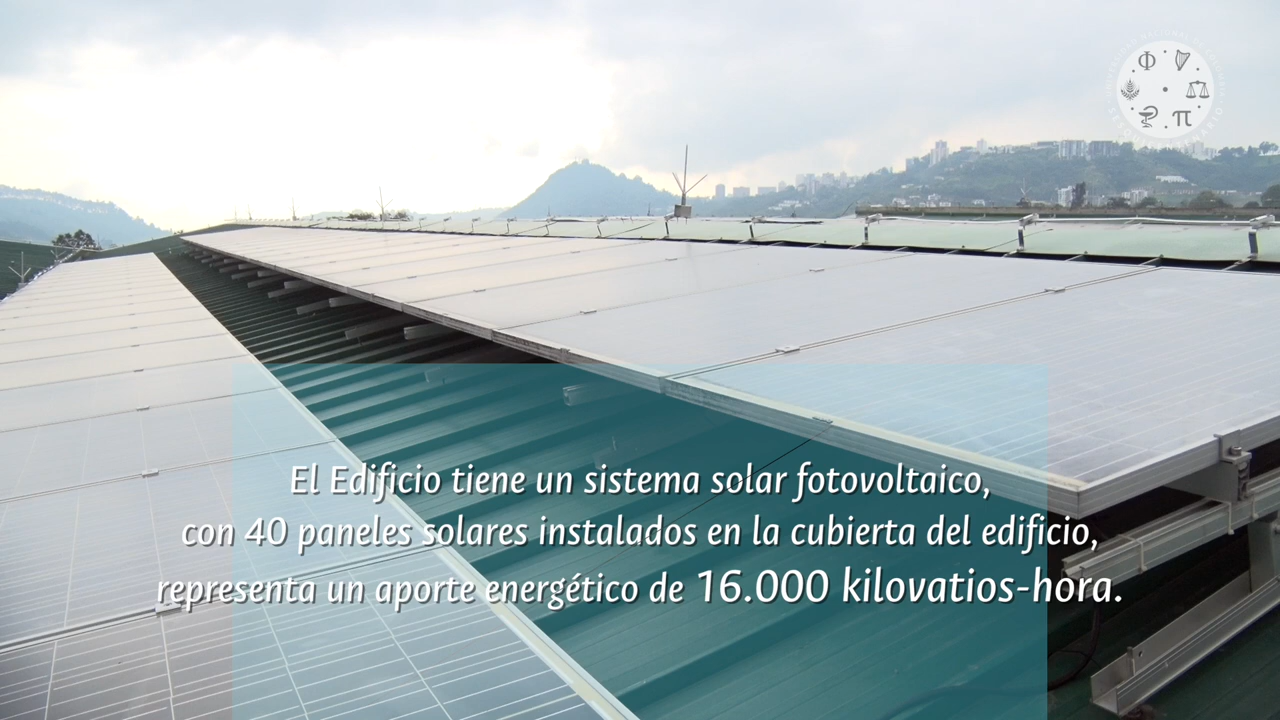 El Edificio tiene un sistema solar fotovoltaico,
con 40 paneles solares instalados en la cubierta del edificio,
representa un aporte energético de 16.000 kilovatios-hora.